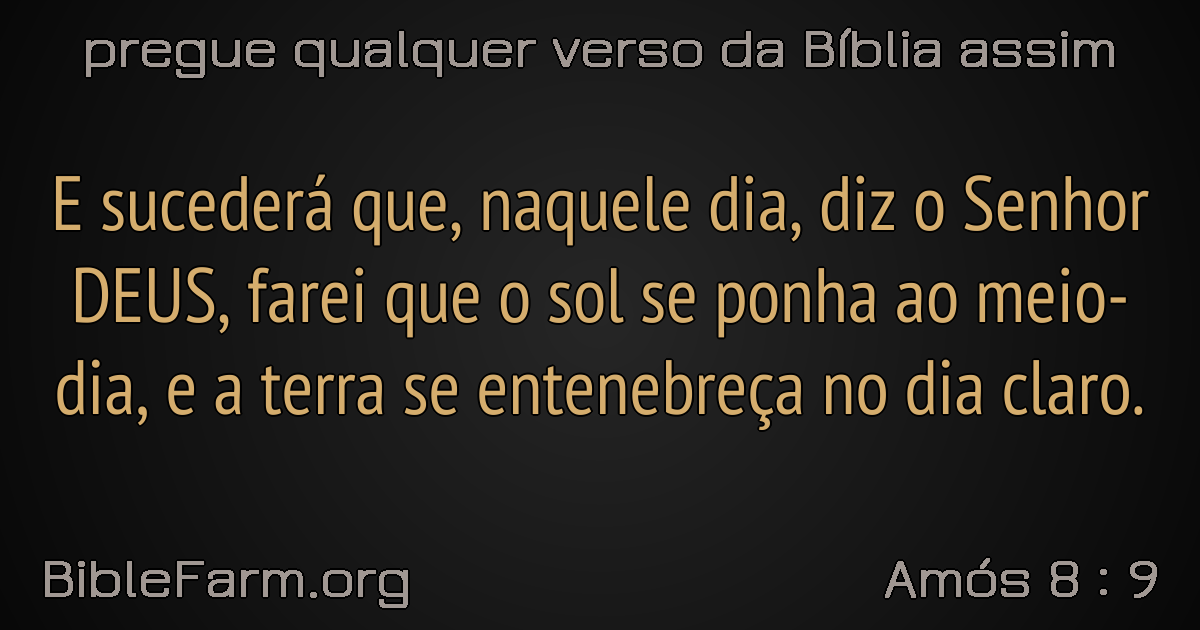 pregue qualquer verso da Bíblia assim
E sucederá que, naquele dia, diz o Senhor
DEUS, farei que o sol se ponha ao meio-
dia, e a terra se entenebreça no dia claro.
BibleFarm.org
Amós 8 : 9